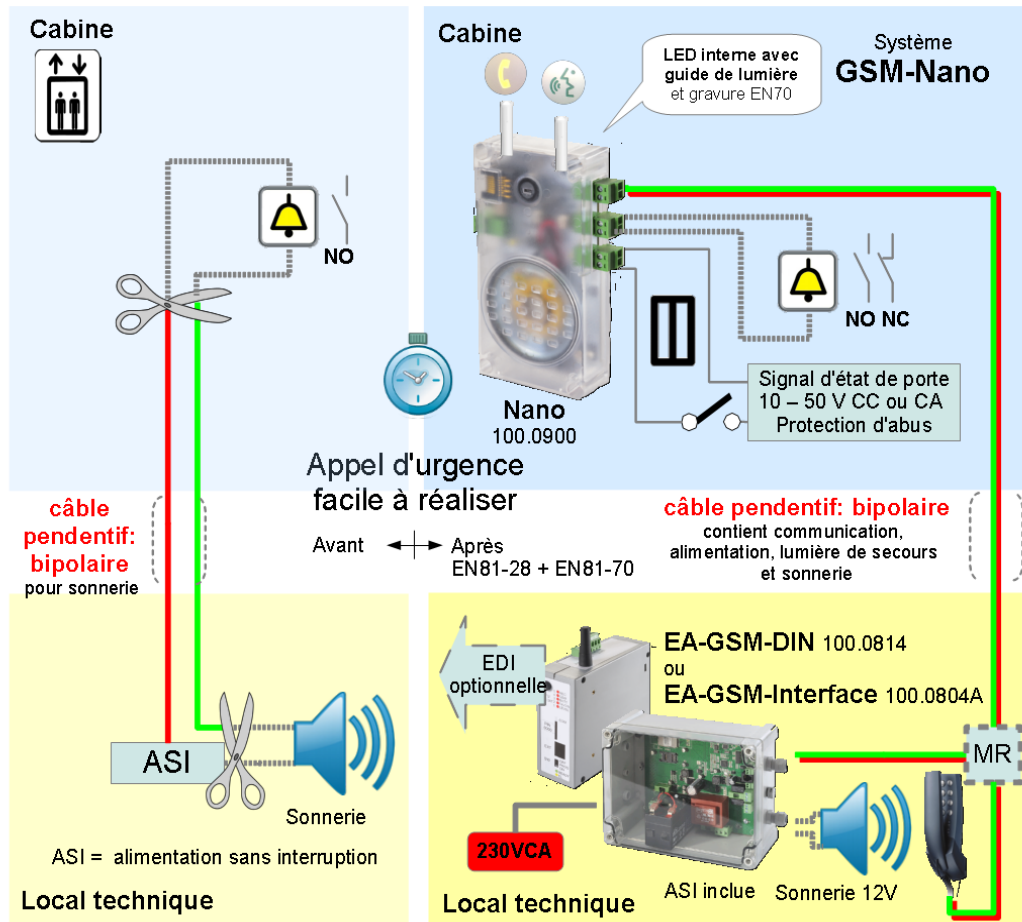 Cabine
NO
Cabine
LED interne avec
guide de lumière
et gravure EN70
Système
GSM-Nano
NO NC
Signal d'état de porte
10 – 50 V CC ou CA
Protection d'abus
Nano
100.0900
Appel d'urgence
facile à réaliser
Avant
Après
EN81-28 + EN81-70
câble
pendentif:
bipolaire
pour sonnerie
câble pendentif: bipolaire
contient communication,
alimentation, lumière de secours
et sonnerie
ASI
Sonnerie
ASI = alimentation sans interruption
Local technique
EDI
optionnelle
EA-GSM-DIN 100.0814
ou
EA-GSM-Interface 100.0804A
MR
230VCA
ASI inclue
Sonnerie 12V
Local technique